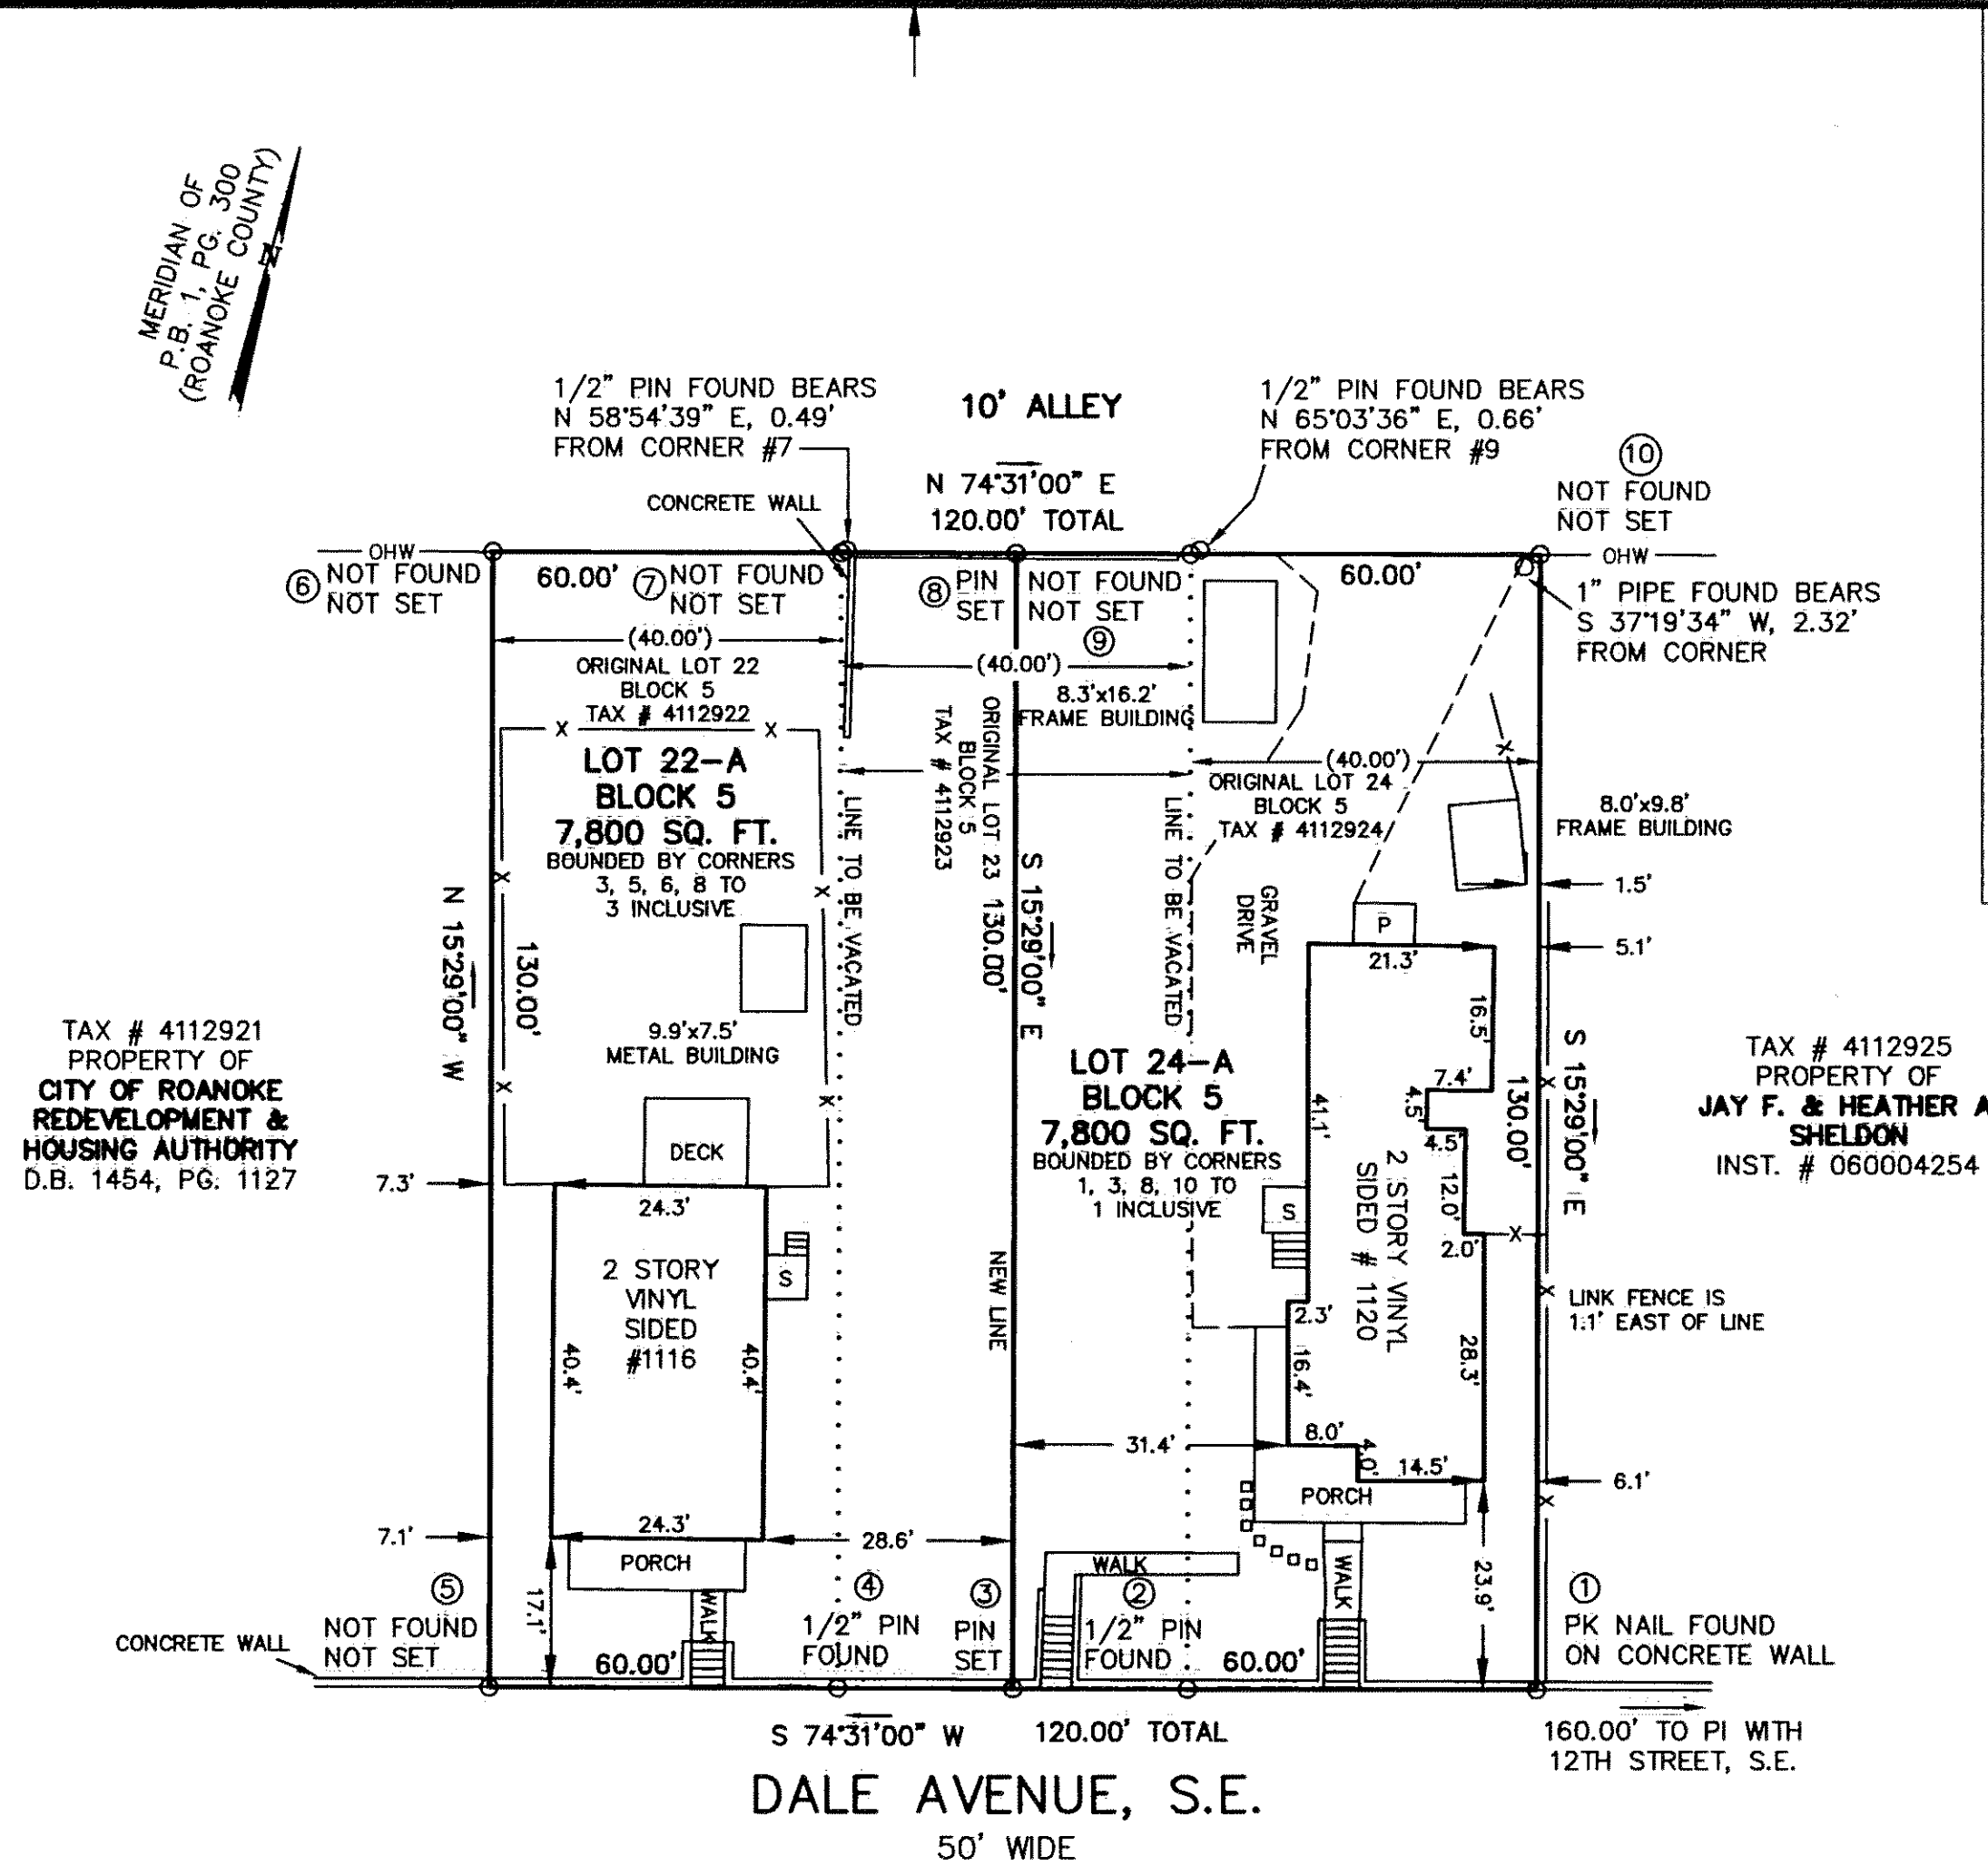 MERIDIAN OF
P.B. 1, PG. 300
(ROANOKE COUNTY)
N
1/2" PIN FOUND BEARS
N 58°54'39" E, 0.49'
FROM CORNER #7
CONCRETE WALL
10' ALLEY
N 74°31'00" E
120.00' TOTAL
1/2" PIN FOUND BEARS
N 65°03'36" E, 0.66'
FROM CORNER #9
10
NOT FOUND
NOT SET
OHW
OHW
6
NOT FOUND
NOT SET
60.00'
7
NOT FOUND
NOT SET
8
PIN
SET
NOT FOUND
NOT SET
9
60.00'
1" PIPE FOUND BEARS
S 37°19'34" W, 2.32'
FROM CORNER
(40.00')
ORIGINAL LOT 22
BLOCK 5
TAX # 4112922
(40.00')
8.3'x16.2'
FRAME BUILDING
ORIGINAL LOT 23
BLOCK 5
TAX # 4112923
(40.00')
ORIGINAL LOT 24
BLOCK 5
TAX # 4112924
8.0'x9.8'
FRAME BUILDING
X X
LOT 22-A
BLOCK 5
7,800 SQ. FT.
BOUNDED BY CORNERS
3, 5, 6, 8 TO
3 INCLUSIVE
X
X
X
X
X
LINE TO BE VACATED
LINE TO BE VACATED
S 15°29'00" E
130.00'
N 15°29'00" W
130.00'
GRAVEL
DRIVE
1.5'
5.1'
P
21.3'
16.5'
7.4'
4.5'
4.5'
12.0'
2.0'
41.1'
130.00'
S 15°29'00" E
9.9'x7.5'
METAL BUILDING
TAX # 4112921
PROPERTY OF
CITY OF ROANOKE
REDEVELOPMENT &
HOUSING AUTHORITY
D.B. 1454, PG. 1127
LOT 24-A
BLOCK 5
7,800 SQ. FT.
BOUNDED BY CORNERS
1, 3, 8, 10 TO
1 INCLUSIVE
TAX # 4112925
PROPERTY OF
JAY F. & HEATHER A
SHELDON
INST. # 060004254
DECK
7.3'
24.3'
2 STORY
VINYL
SIDED
#1116
S
40.4'
40.4'
NEW LINE
S
2 STORY VINYL
SIDED # 1120
X
X
X
X
LINK FENCE IS
1.1' EAST OF LINE
2.3'
16.4'
28.3'
8.0'
4.0'
14.5'
31.4'
6.1'
PORCH
7.1'
24.3'
28.6'
PORCH
17.1'
WALK
WALK
WALK
23.9'
5
NOT FOUND
NOT SET
CONCRETE WALL
60.00'
4
1/2" PIN
FOUND
3
PIN
SET
2
1/2" PIN
FOUND
60.00'
1
PK NAIL FOUND
ON CONCRETE WALL
S 74°31'00" W
120.00' TOTAL
160.00' TO PI WITH
12TH STREET, S.E.
DALE AVENUE, S.E.
50' WIDE